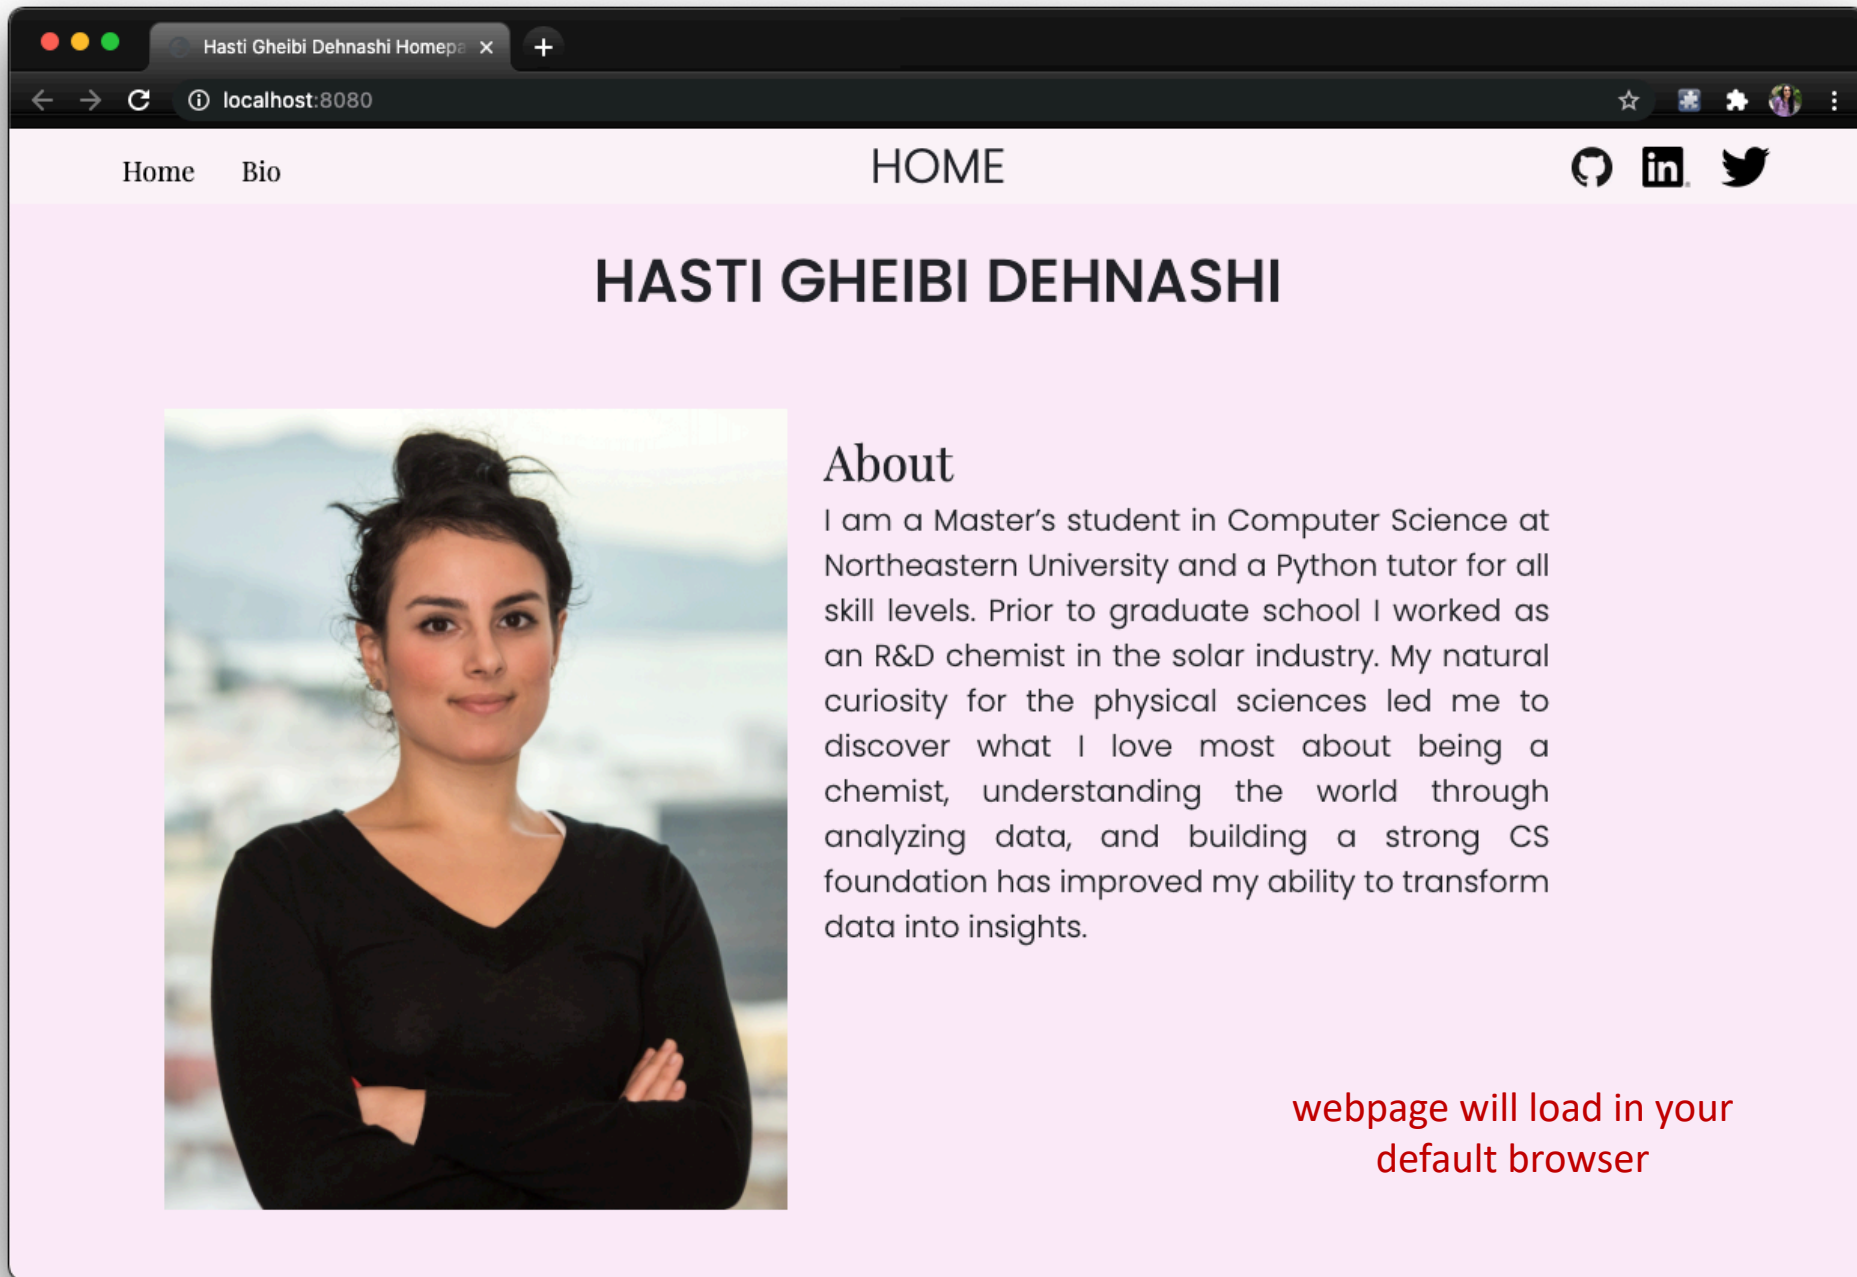 Hasti Gheibi Dehnashi Homepa
localhost:8080
Home Bio
HOME
in
HASTI GHEIBI DEHNASHI
About
I am a Master's student in Computer Science at
Northeastern University and a Python tutor for all
skill levels. Prior to graduate school I worked as
an R&D chemist in the solar industry. My natural
curiosity for the physical sciences led me to
discover what I love most about being a
chemist, understanding the world through
analyzing data, and building a strong CS
foundation has improved my ability to transform
data into insights.
webpage will load in your
default browser